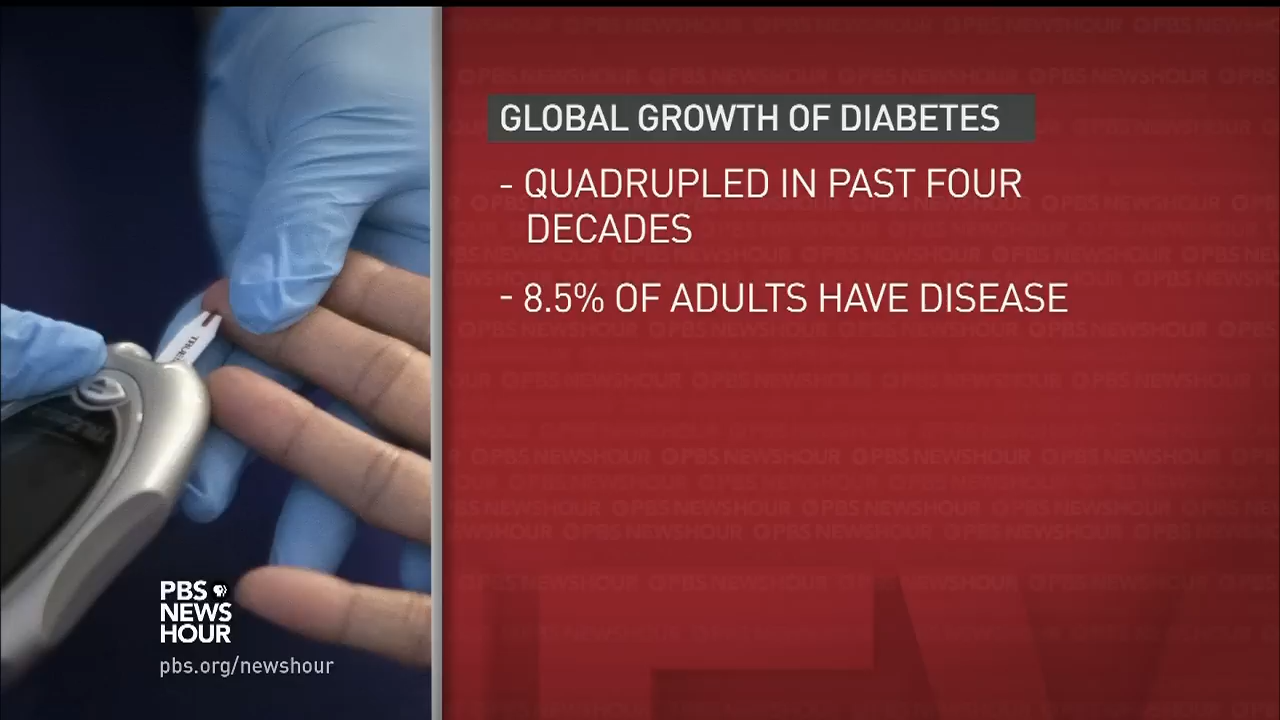 GLOBAL GROWTH OF DIABETES
- QUADRUPLED IN PAST FOUR
DECADES
- 8.5% OF ADULTS HAVE DISEASE
PBS
NEWS
HOUR
pbs.org/newshour